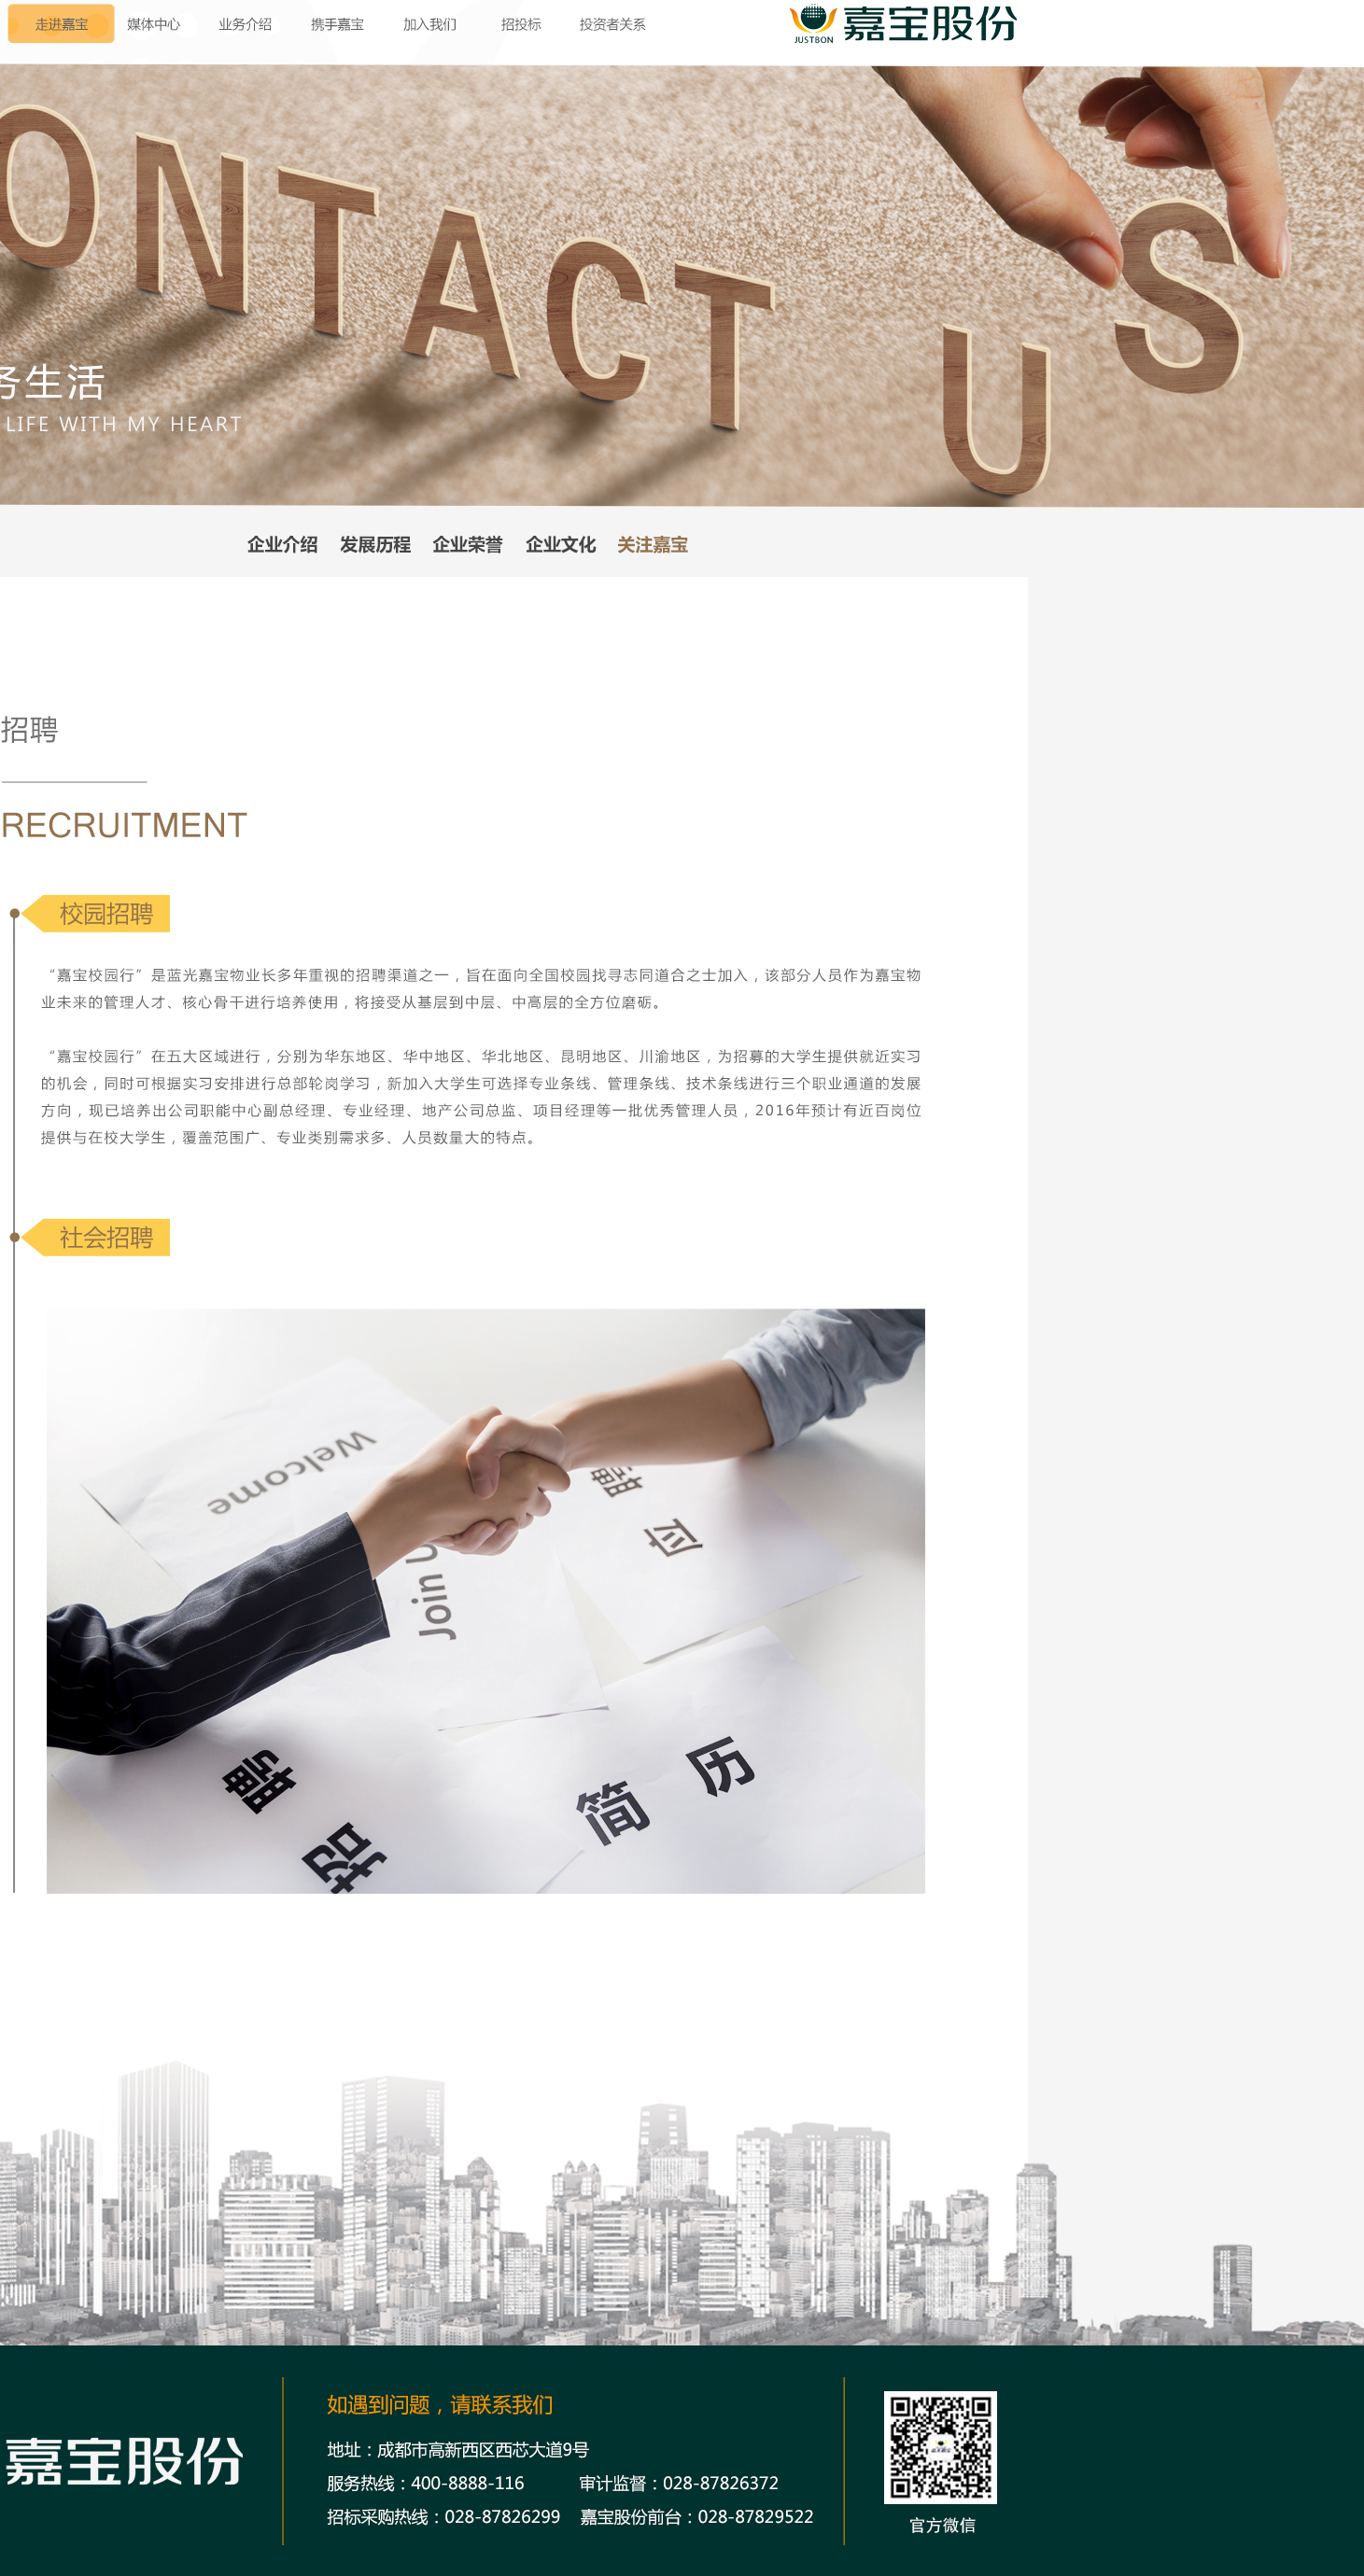 走进嘉宝 媒体中心 业务介绍 携手嘉宝 加入我们 招投标 投资者关系
JUSTBON 嘉宝股份
ONTACT US
务生活
LIFE WITH MY HEART
企业介绍 发展历程 企业荣誉 企业文化 关注嘉宝
招聘
RECRUITMENT
校园招聘
“嘉宝校园行”是蓝光嘉宝物业长多年重视的招聘渠道之一，旨在面向全国校园找寻志同道合之士加入，该部分人员作为嘉宝物
业未来的管理人才、核心骨干进行培养使用，将接受从基层到中层、中高层的全方位磨砺。
“嘉宝校园行”在五大区域进行，分别为华东地区、华中地区、华北地区、昆明地区、川渝地区，为招募的大学生提供就近实习
的机会，同时可根据实习安排进行总部轮岗学习，新加入大学生可选择专业条线、管理条线、技术条线进行三个职业通道的发展
方向，现已培养出公司职能中心副总经理、专业经理、地产公司总监、项目经理等一批优秀管理人员，2016年预计有近百岗位
提供与在校大学生，覆盖范围广、专业类别需求多、人员数量大的特点。
社会招聘
Welcome
应聘
Join U
招聘
简历
嘉宝股份
如遇到问题，请联系我们
地址：成都市高新西区西芯大道9号
服务热线：400-8888-116 审计监督：028-87826372
招标采购热线：028-87826299 嘉宝股份前台：028-87829522
官方微信